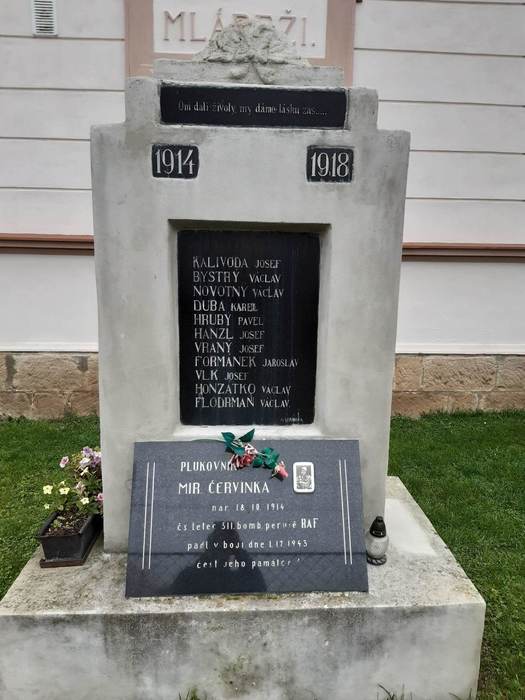 MLÁDEŽI.
Oni dali životy, my dáme lásku zas.....
1914
1918
KALIVODA JOSEF
BYSTRÝ VÁCLAV
NOVOTNÝ VÁCLAV
DUBA KAREL
HRUBÝ PAVEL
HANZL JOSEF
VRANÝ JOSEF
FORMÁNEK JAROSLAV
VLK JOSEF
HONZÁTKO VÁCLAV
FLODRMAN VÁCLAV.
PLUKOVNÍK
MIR. ČERVINKA
nar. 18. 10. 1914
čs. letec 311. bomb. perutě RAF
padl v boji dne 1. 17. 1943
čest jeho památce!